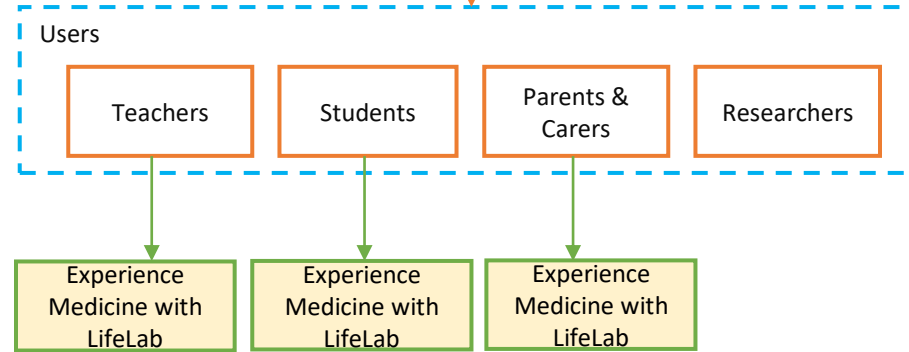 Users
Teachers
Students
Parents &
Carers
Researchers
Experience
Medicine with
LifeLab
Experience
Medicine with
LifeLab
Experience
Medicine with
LifeLab